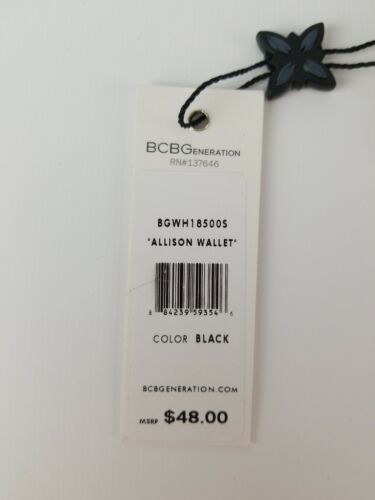 BCBGENERATION
RN#137646
BGWH18500S
"ALLISON WALLET"
8 84239 59354 6
COLOR BLACK
BCBGENERATION.COM
MSRP $48.00